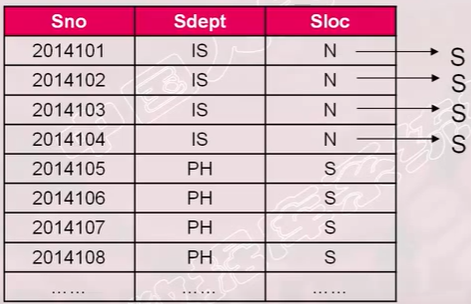 Sno Sdept Sloc
2014101 IS N S
2014102 IS N S
2014103 IS N S
2014104 IS N S
2014105 PH S
2014106 PH S
2014107 PH S
2014108 PH S
…… …… ……